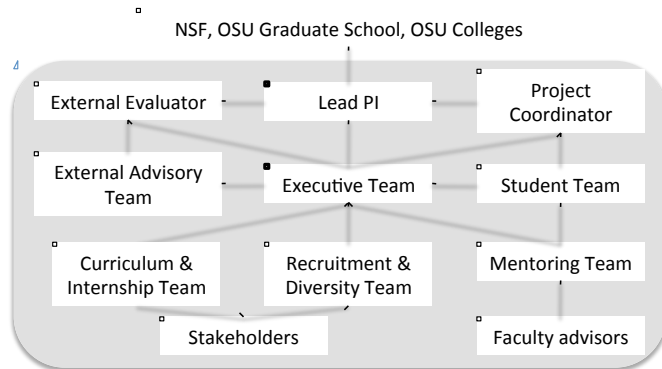 NSF, OSU Graduate School, OSU Colleges
4
External Evaluator
Lead PI
Project
Coordinator
External Advisory
Team
Executive Team
Student Team
Curriculum &
Internship Team
Recruitment &
Diversity Team
Mentoring Team
Stakeholders
Faculty advisors